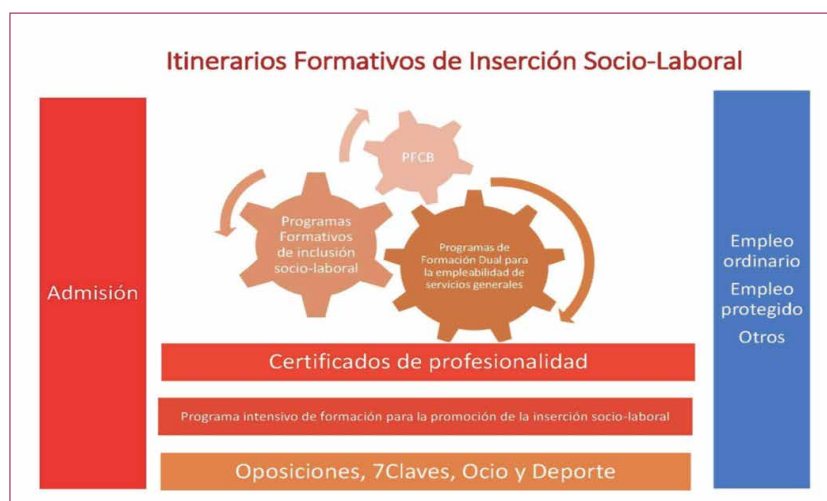 Itinerarios Formativos de Inserción Socio-Laboral
Admisión
PFCB
Programas
Formativos
de inclusión
socio-laboral
Programas de
Formación Dual para
la empleabilidad de
servicios generales
Certificados de profesionalidad
Programa intensivo de formación para la promoción de la inserción socio-laboral
Oposiciones, 7Claves, Ocio y Deporte
Empleo
ordinario
Empleo
protegido
Otros